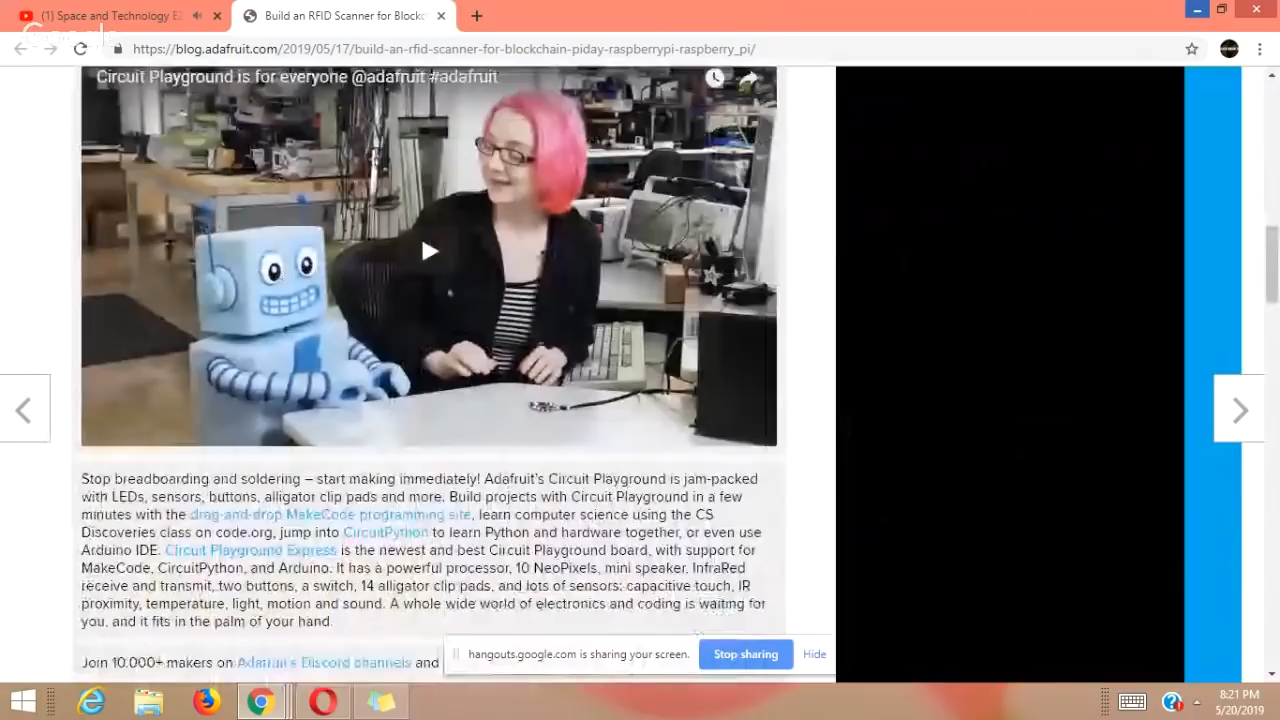 (1) Space and Technology E
Build an RFID Scanner for Blockc
Google
https://blog.adafruit.com/2019/05/17/build-an-rfid-scanner-for-blockchain-piday-raspberrypi-raspberry_pi/
Circuit Playground is for everyone @adafruit #adafruit
Stop breadboarding and soldering – start making immediately! Adafruit's Circuit Playground is jam-packed
with LEDs, sensors, buttons, alligator clip pads and more. Build projects with Circuit Playground in a few
minutes with the drag-and-drop MakeCode programming site, learn computer science using the CS
Discoveries class on code.org, jump into CircuitPython to learn Python and hardware together, or even use
Arduino IDE. Circuit Playground Express is the newest and best Circuit Playground board, with support for
MakeCode, CircuitPython, and Arduino. It has a powerful processor, 10 NeoPixels, mini speaker, InfraRed
receive and transmit, two buttons, a switch, 14 alligator clip pads, and lots of sensors: capacitive touch, IR
proximity, temperature, light, motion and sound. A whole wide world of electronics and coding is waiting for
you, and it fits in the palm of your hand.
Join 10,000+ makers on Adafruit's Discord channels and
hangouts.google.com is sharing your screen.
Stop sharing
Hide
8:21 PM
5/20/2019